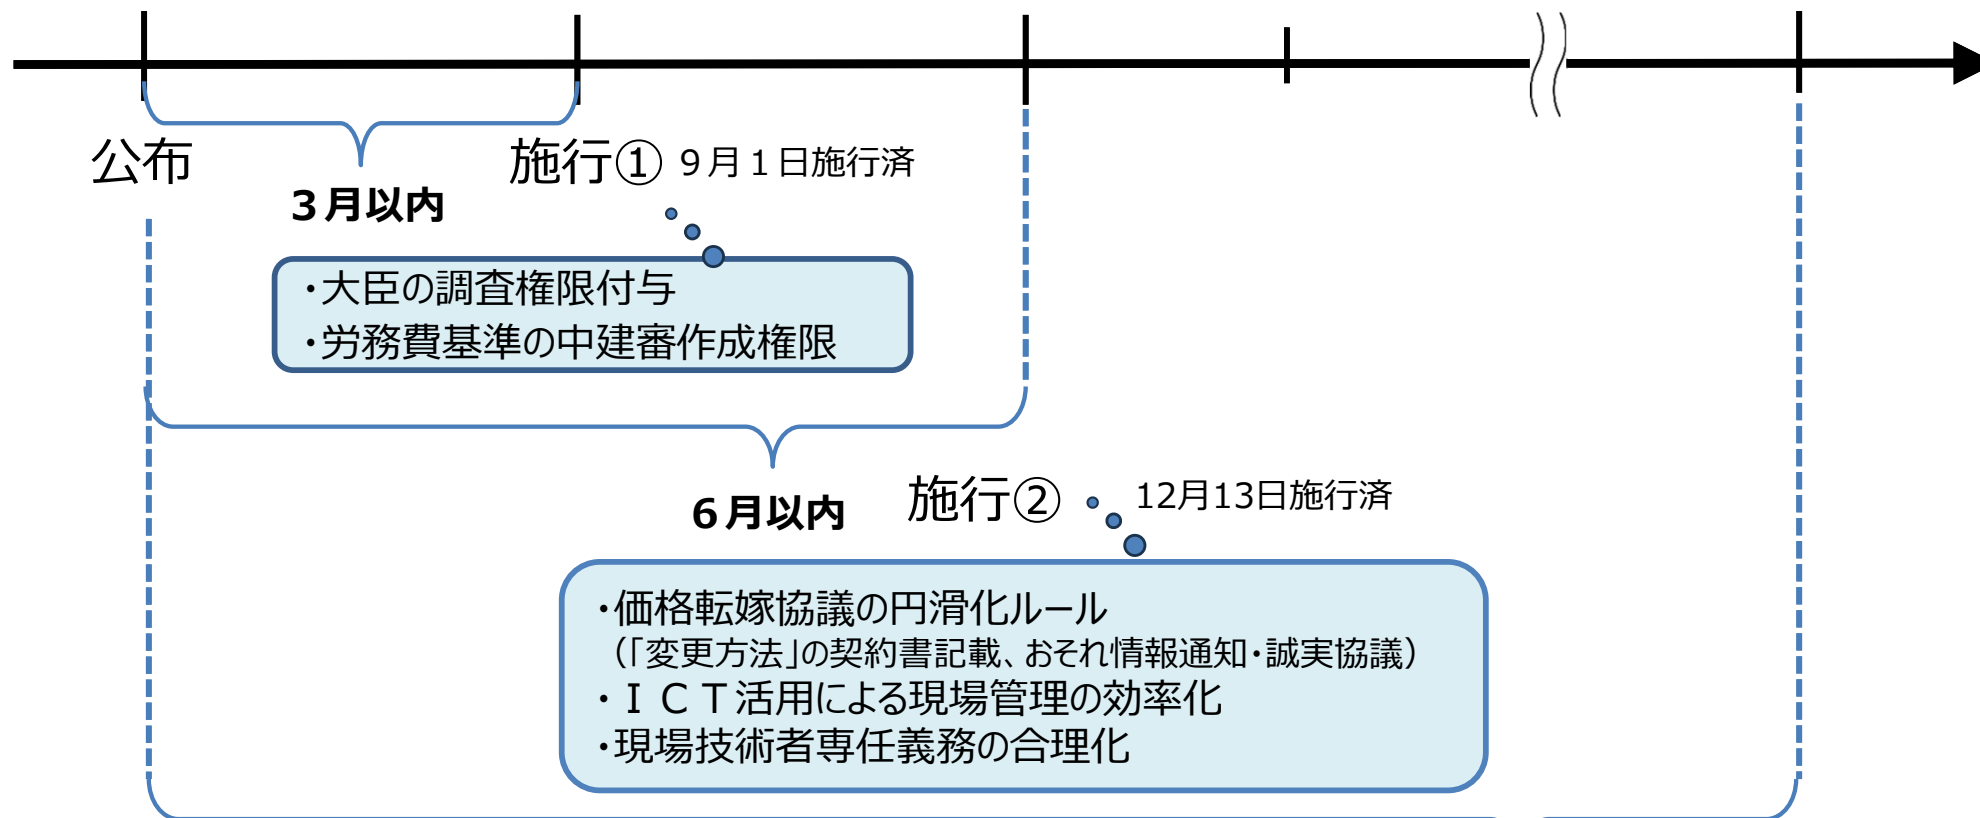 公布
施行① ９月１日施行済
３月以内
・大臣の調査権限付与
・労務費基準の中建審作成権限
施行② 12月13日施行済
６月以内
・価格転嫁協議の円滑化ルール
（「変更方法」の契約書記載、おそれ情報通知・誠実協議）
・ＩＣＴ活用による現場管理の効率化
・現場技術者専任義務の合理化